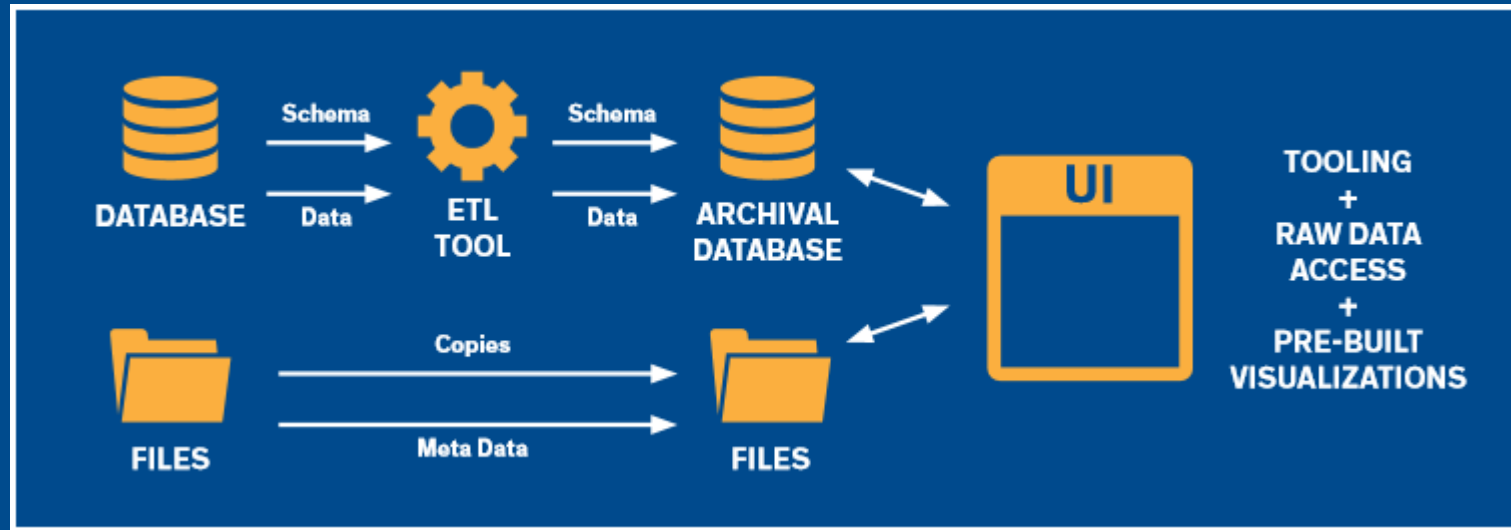 Schema
Data
DATABASE
ETL
TOOL
Schema
Data
ARCHIVAL
DATABASE
UI
TOOLING
+
RAW DATA
ACCESS
+
PRE-BUILT
VISUALIZATIONS
Copies
Meta Data
FILES
FILES